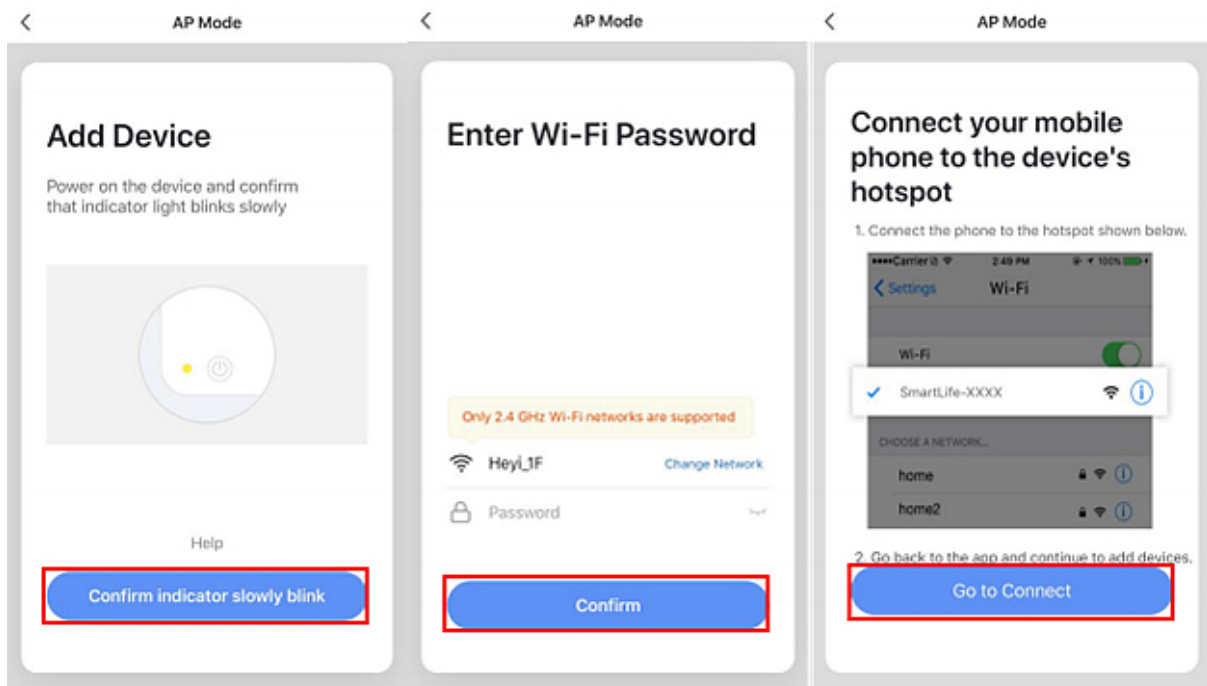 AP Mode
Add Device
Power on the device and confirm
that indicator light blinks slowly
Help
Confirm indicator slowly blink
AP Mode
Enter Wi-Fi Password
Only 2.4 GHz Wi-Fi networks are supported
Heyi_1F Change Network
Password
Confirm
AP Mode
Connect your mobile
phone to the device's
hotspot
1. Connect the phone to the hotspot shown below.
Carrier 2:49 PM 100%
Settings Wi-Fi
Wi-Fi
SmartLife-XXXX
CHOOSE A NETWORK...
home
home2
2. Go back to the app and continue to add devices.
Go to Connect